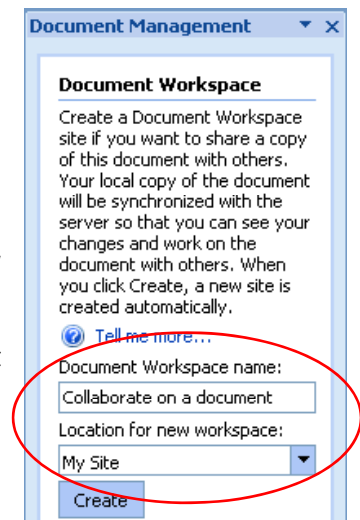 Document Management
Document Workspace
Create a Document Workspace
site if you want to share a copy
of this document with others.
Your local copy of the document
will be synchronized with the
server so that you can see your
changes and work on the
document with others. When
you click Create, a new site is
created automatically.
Tell me more...
Document Workspace name:
Collaborate on a document
Location for new workspace:
My Site
Create